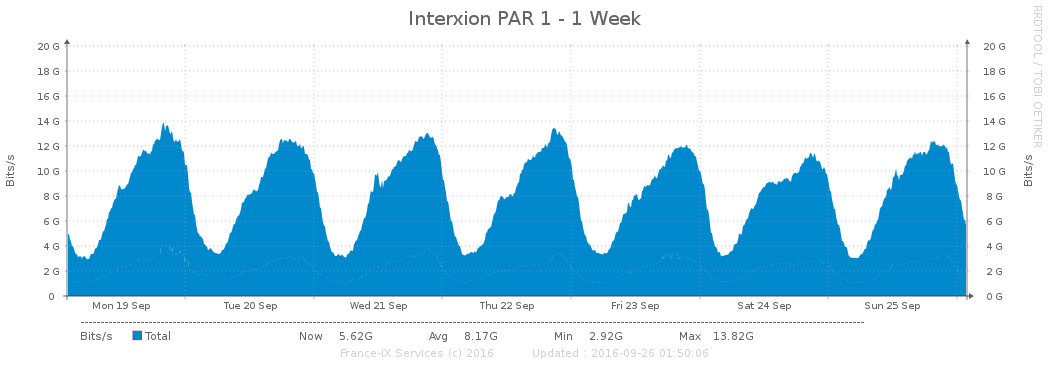 Interxion PAR 1 - 1 Week
RRDTOOL / TOBI OETIKER
Bits/s
20 G 20 G
18 G 18 G
16 G 16 G
14 G 14 G
12 G 12 G
10 G 10 G
8 G 8 G
6 G 6 G
4 G 4 G
2 G 2 G
0 0 G
Bits/s
Mon 19 Sep Tue 20 Sep Wed 21 Sep Thu 22 Sep Fri 23 Sep Sat 24 Sep Sun 25 Sep
Bits/s Total Now 5.62G Avg 8.17G Min 2.92G Max 13.82G
France-IX Services (c) 2016 Updated : 2016-09-26 01:50:06